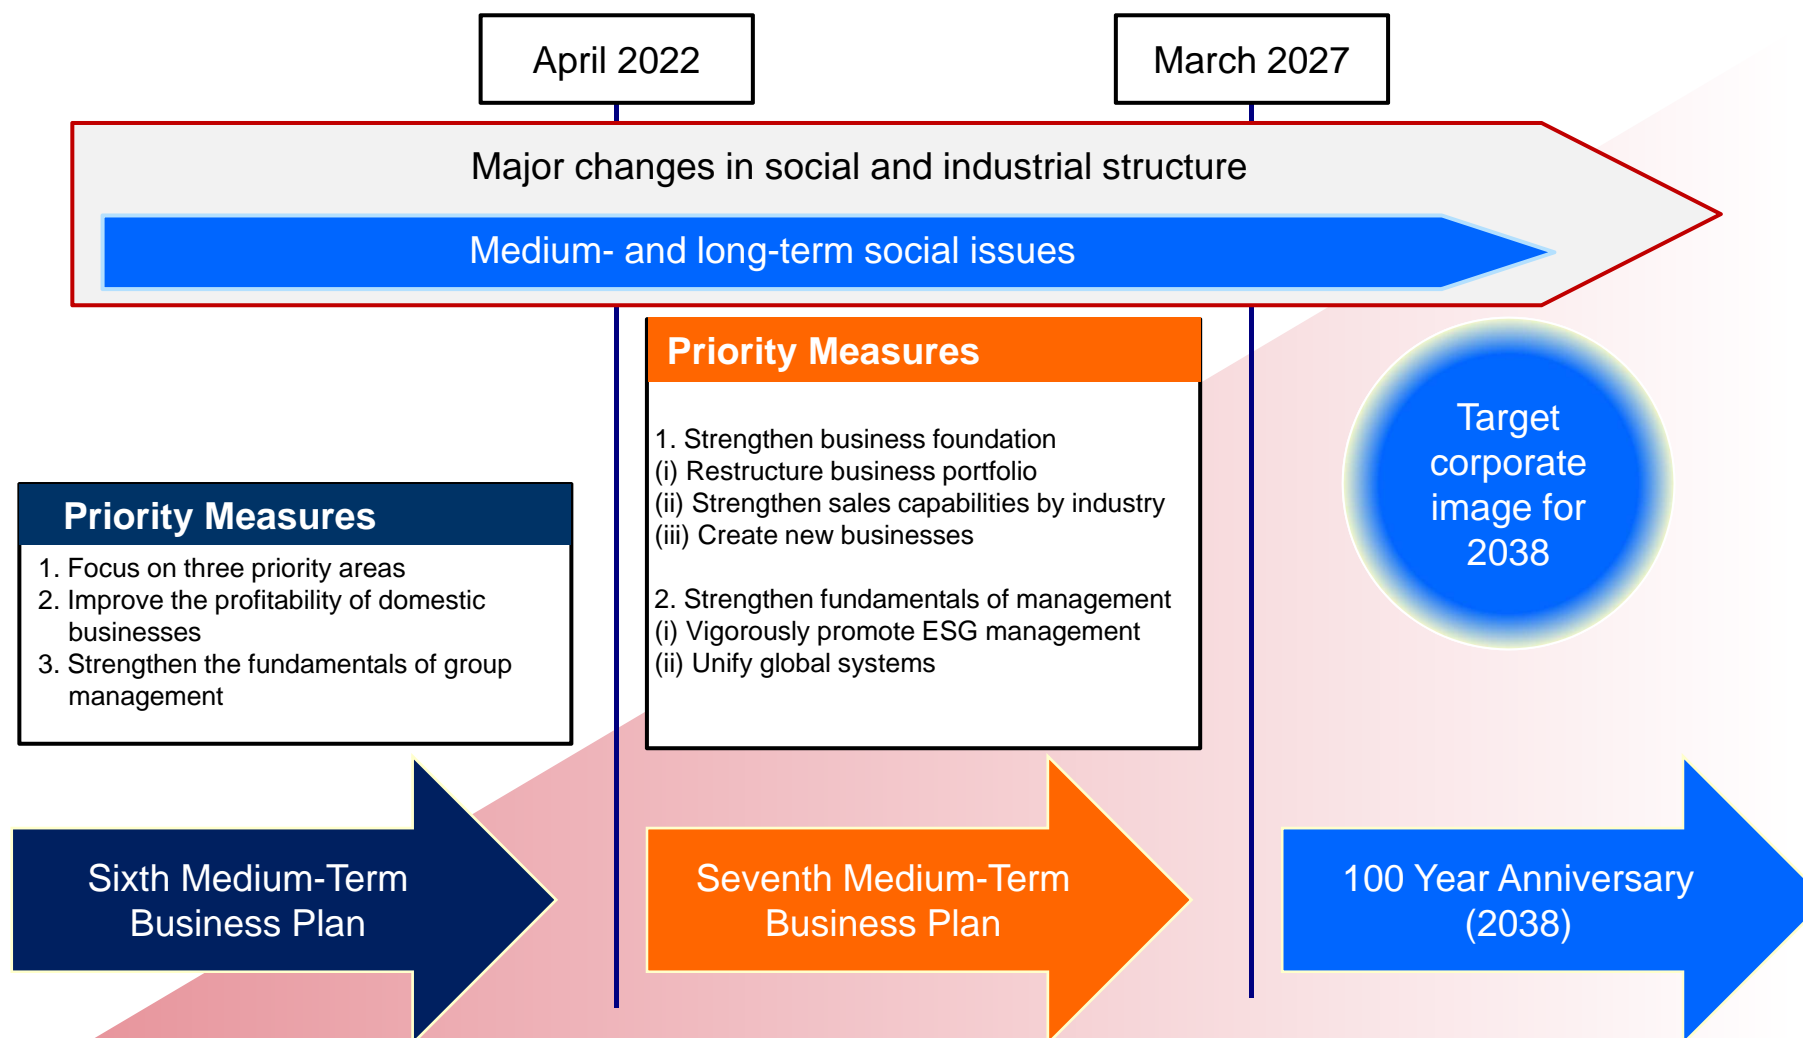 April 2022
March 2027
Major changes in social and industrial structure
Medium- and long-term social issues
Priority Measures
1. Focus on three priority areas
2. Improve the profitability of domestic
businesses
3. Strengthen the fundamentals of group
management
Priority Measures
1. Strengthen business foundation
(i) Restructure business portfolio
(ii) Strengthen sales capabilities by industry
(iii) Create new businesses
2. Strengthen fundamentals of management
(i) Vigorously promote ESG management
(ii) Unify global systems
Target
corporate
image for
2038
Sixth Medium-Term
Business Plan
Seventh Medium-Term
Business Plan
100 Year Anniversary
(2038)